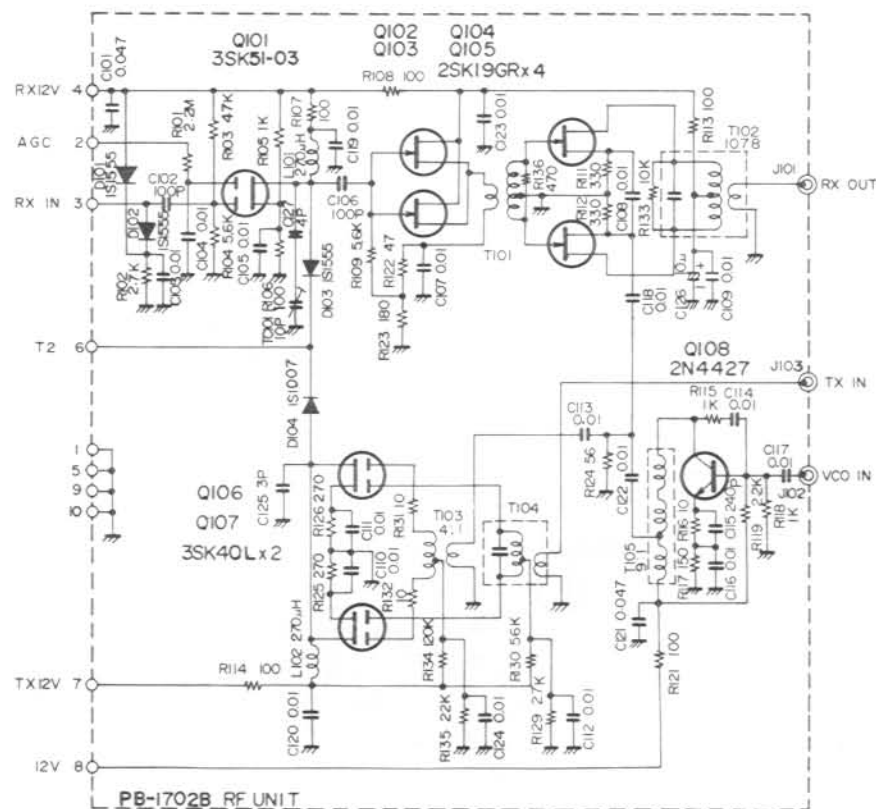 Q101
3SK51-03
Q102
Q103
Q104
Q105
2SK19GRx4
RX12V 4
C101
0.047
R101
2.2M
R103 47K
R105 1K
R107
100
L101
270μH
C119 0.01
R108 100
C123 0.01
R113 100
T102
1078
J101
RX OUT
AGC 2
D101
IS1555
C102
100P
RX IN 3
D102
IS1555
R102
2.7K
C103 0.01
C104 0.01
R104 5.6K
C105 0.01
R106
100
TC101
10P
4P
D103 IS1555
C106
100P
R109 5.6K
R122 47
R123 180
C107 0.01
T101
R136
470
R111
330
R112
330
C108 0.01
R133 10K
C118
0.01
C126 10μ
C109 0.01
T2 6
D104 IS1007
Q108
2N4427
J103
TX IN
R115
1K
C114
0.01
C117
0.01
J102
VCO IN
C113
0.01
R124 56
C122 0.01
1
5
9
10
Q106
Q107
3SK40L x 2
C125 3P
R126 270
C111
0.01
R125 270
C110
0.01
R131 10
R132
10
T103
4:1
T104
T105
9:1
R116 10
C115 240P
R117 150
C116 0.01
R119 2.2K
R118
1K
C121 0.047
R121 100
L102 270μH
R134 120K
R130 56K
TX12V 7
R114 100
C120 0.01
R135 22K
C124 0.01
R129 27K
C112 0.01
12V 8
PB-1702B RF UNIT